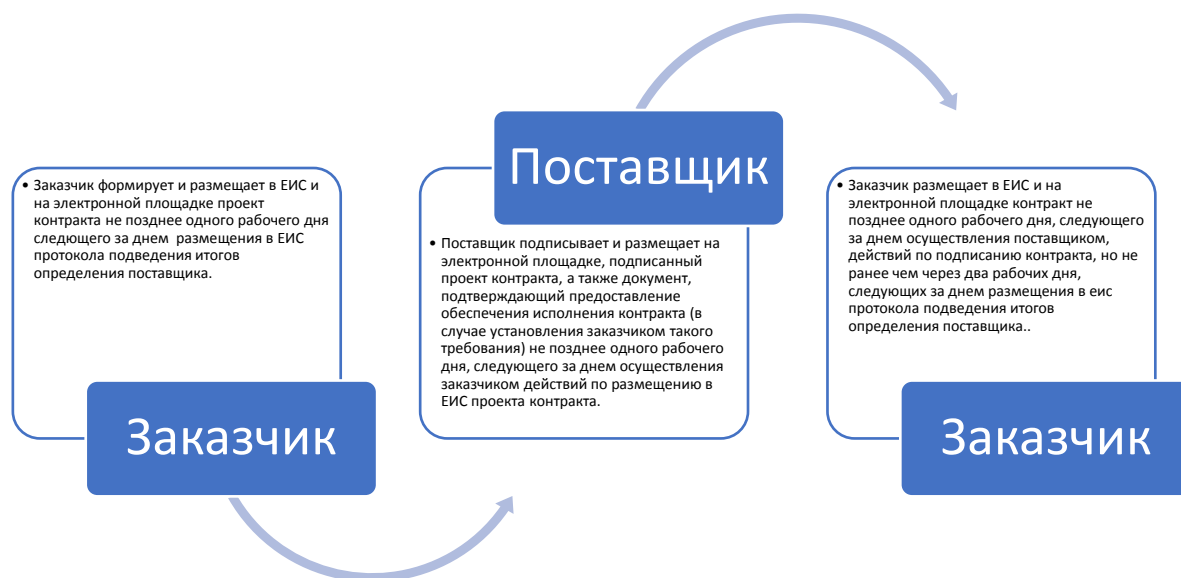 • Заказчик формирует и размещает в ЕИС и
на электронной площадке проект
контракта не позднее одного рабочего дня
следющего за днем размещения в ЕИС
протокола подведения итогов
определения поставщика.
Заказчик
Поставщик
• Поставщик подписывает и размещает на
электронной площадке, подписанный
проект контракта, а также документ,
подтверждающий предоставление
обеспечения исполнения контракта (в
случае установления заказчиком такого
требования) не позднее одного рабочего
дня, следующего за днем осуществления
заказчиком действий по размещению в
ЕИС проекта контракта.
• Заказчик размещает в ЕИС и на
электронной площадке контракт не
позднее одного рабочего дня, следующего
за днем осуществления поставщиком,
действий по подписанию контракта, но не
ранее чем через два рабочих дня,
следующих за днем размещения в еис
протокола подведения итогов
определения поставщика..
Заказчик